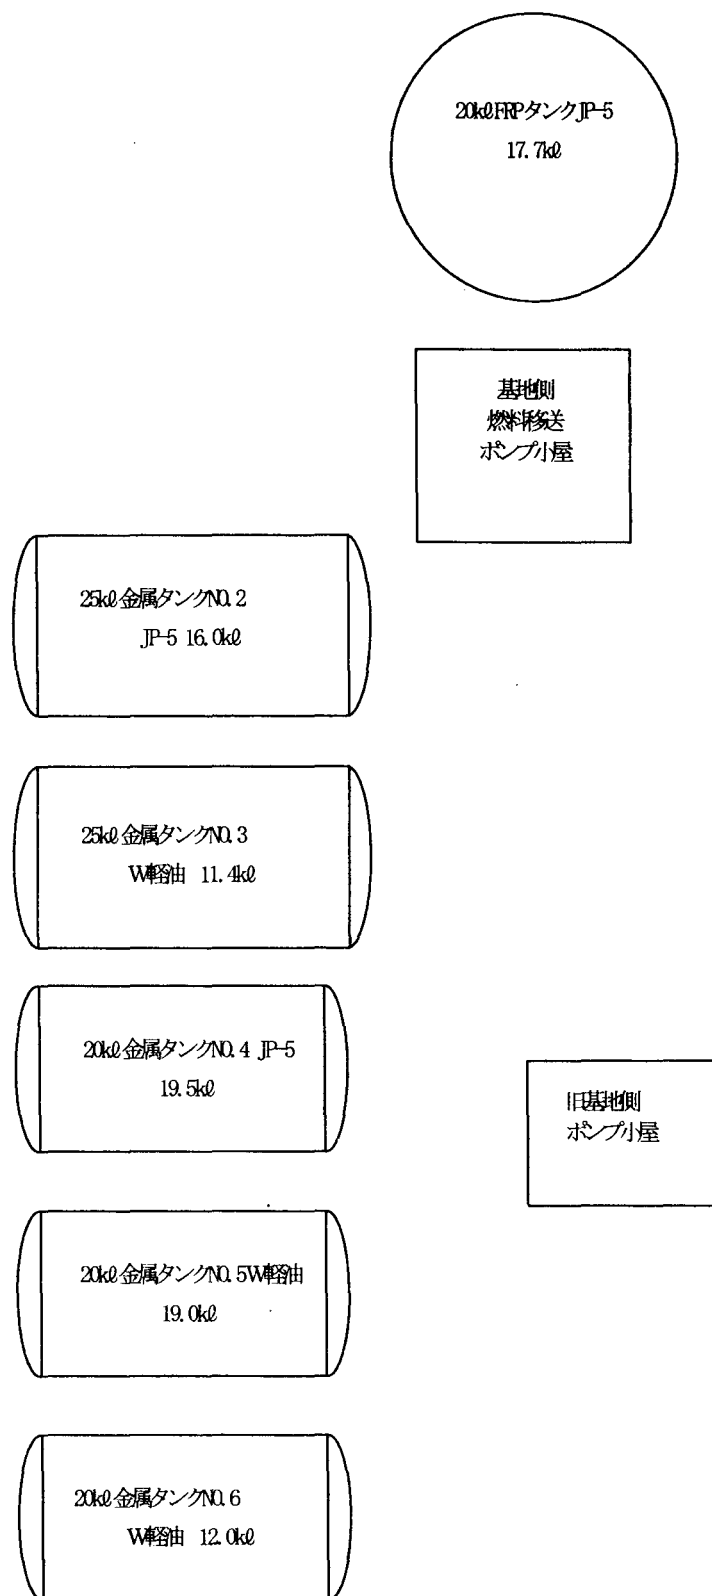 20kℓFRPタンクJP-5
17.7kℓ
基地側
燃料移送
ポンプ小屋
25kℓ金属タンクNO.2
JP-5 16.0kℓ
25kℓ金属タンクNO.3
W軽油 11.4kℓ
20kℓ金属タンクNO.4 JP-5
19.5kℓ
旧基地側
ポンプ小屋
20kℓ金属タンクNO.5W軽油
19.0kℓ
20kℓ金属タンクNO.6
W軽油 12.0kℓ